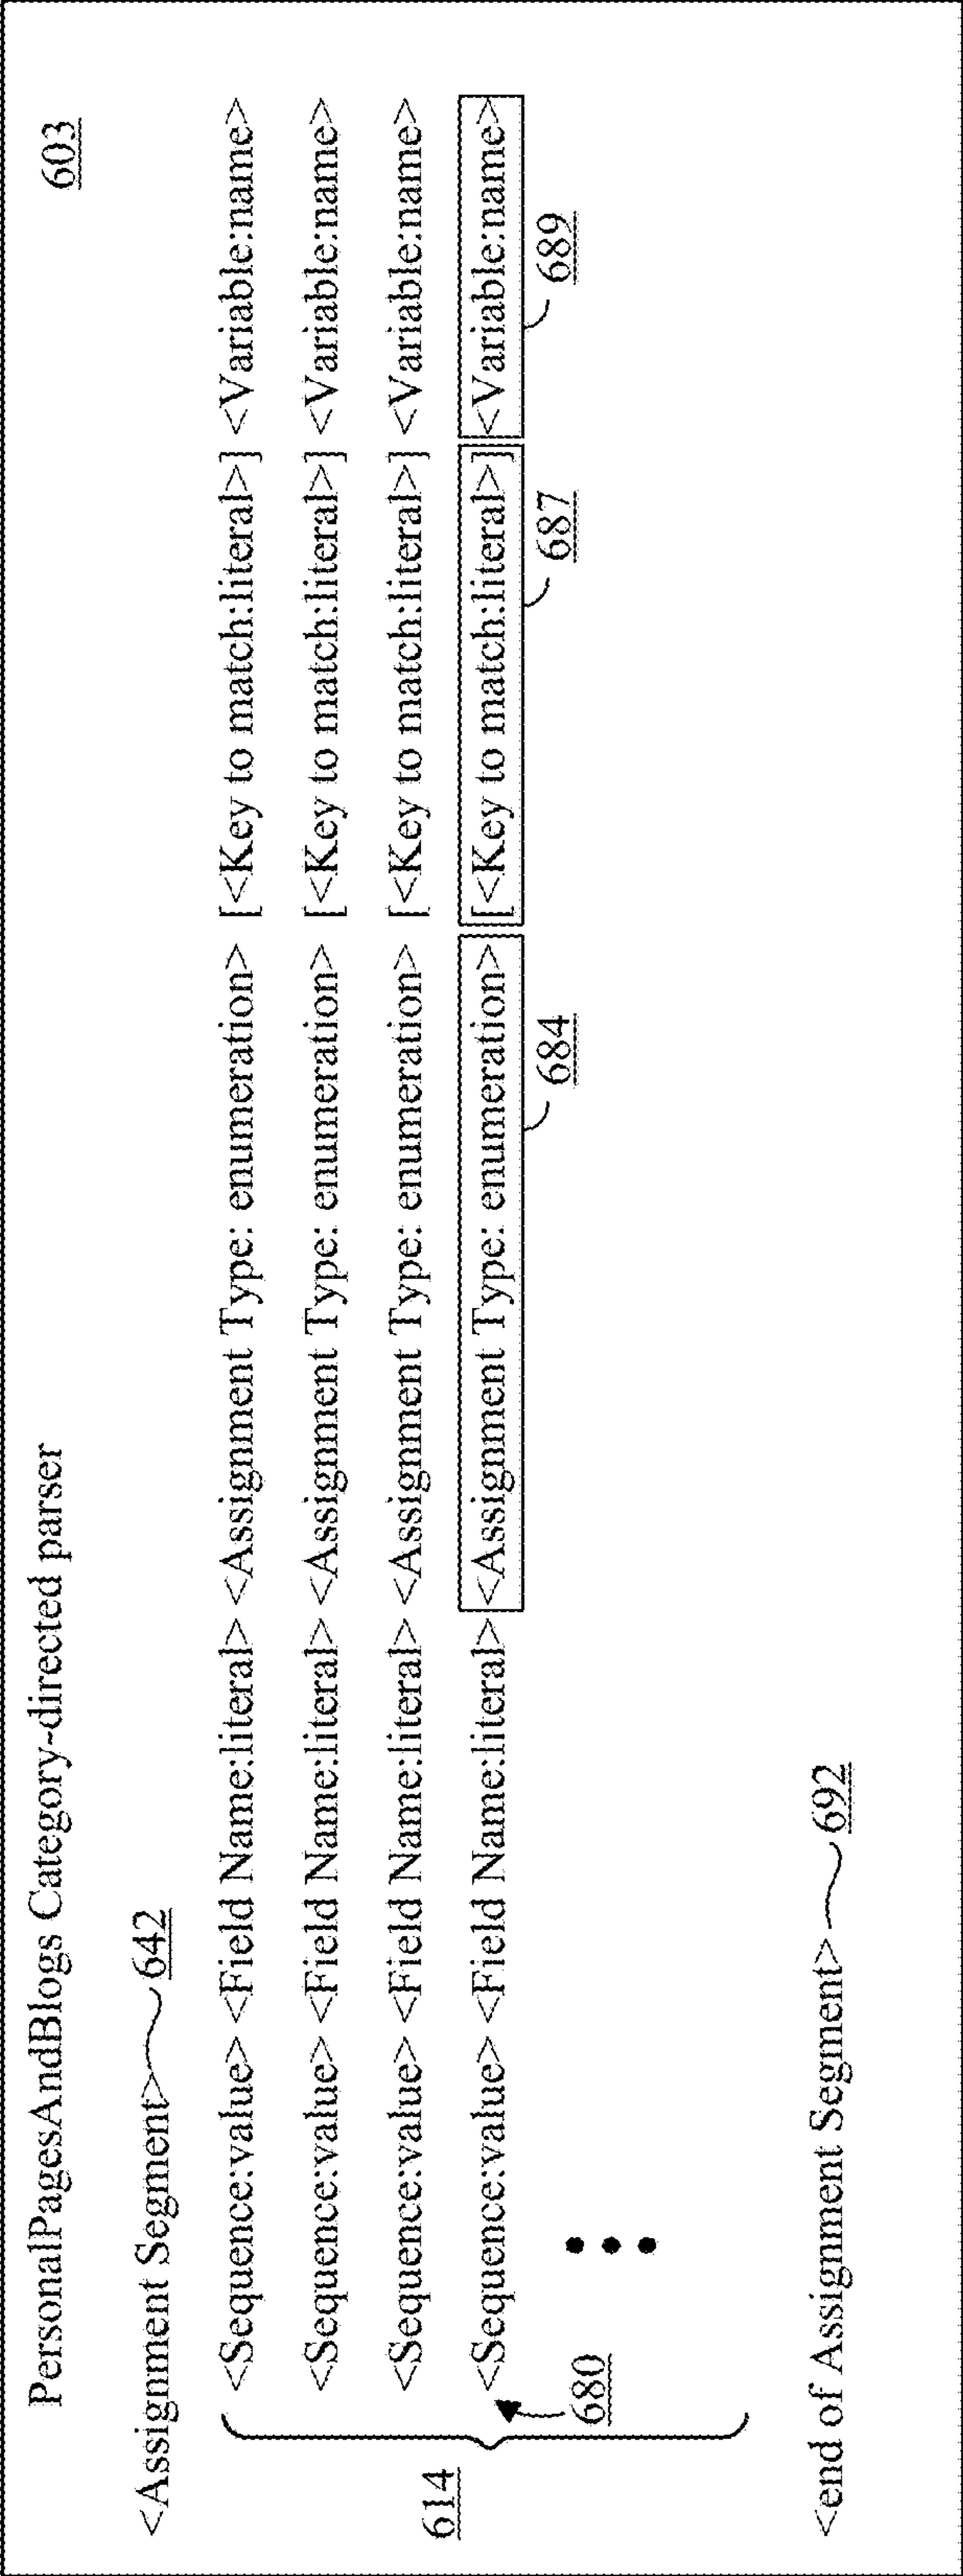 PersonalPagesAndBlogs Category-directed parser
603
<Assignment Segment> 642
<Sequence:value> <Field Name:literal> <Assignment Type: enumeration> [<Key to match:literal>] <Variable:name>
<Sequence:value> <Field Name:literal> <Assignment Type: enumeration> [<Key to match:literal>] <Variable:name>
<Sequence:value> <Field Name:literal> <Assignment Type: enumeration> [<Key to match:literal>] <Variable:name>
614
<Sequence:value> <Field Name:literal> <Assignment Type: enumeration> [<Key to match:literal>] <Variable:name>
680 684 687 689
<end of Assignment Segment> 692